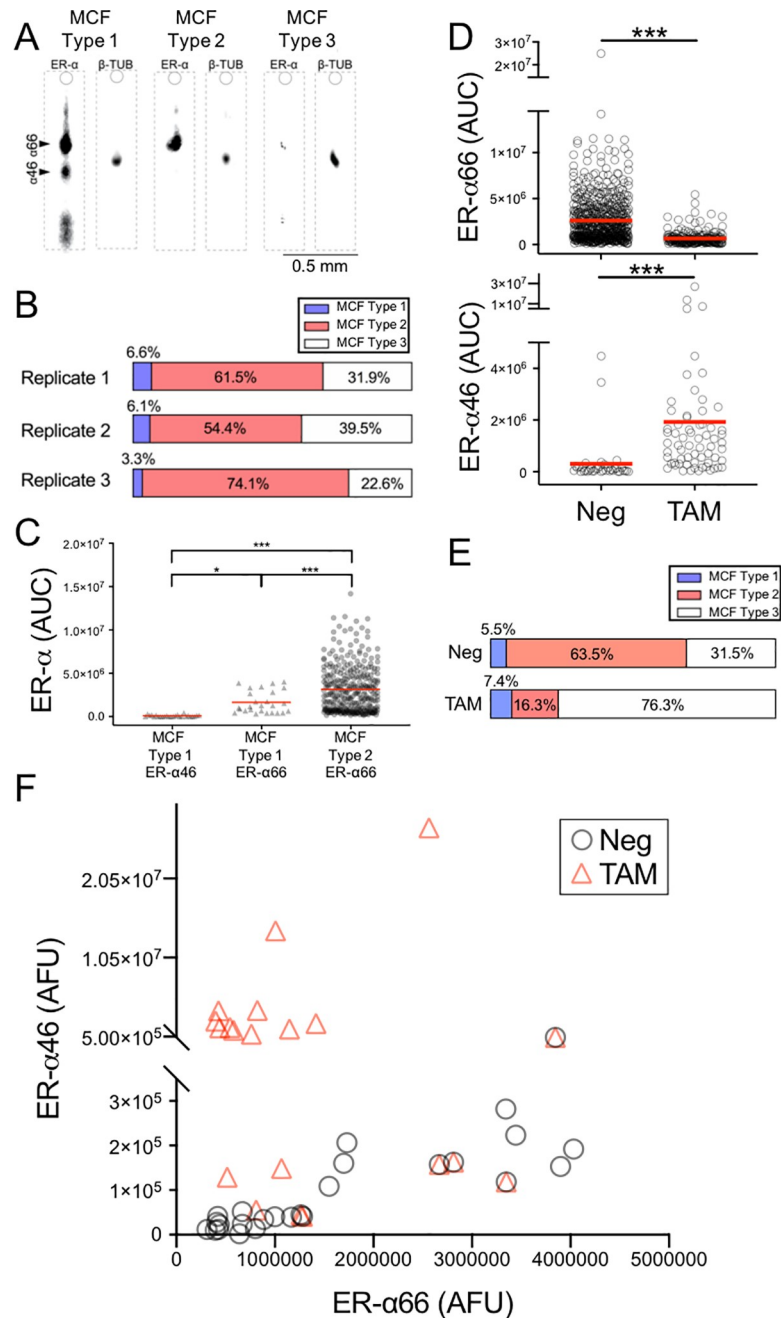 A
MCF
Type 1
MCF
Type 2
MCF
Type 3
ER-α
β-TUB
ER-α
β-TUB
ER-α
β-TUB
α46 α66
0.5 mm
B
MCF Type 1
MCF Type 2
MCF Type 3
6.6%
Replicate 1
61.5%
31.9%
6.1%
Replicate 2
54.4%
39.5%
3.3%
Replicate 3
74.1%
22.6%
C
ER-α (AUC)
2.0×10⁷
1.5×10⁷
1.0×10⁷
5.0×10⁶
0.0
***
*
***
MCF
Type 1
ER-α46
MCF
Type 1
ER-α66
MCF
Type 2
ER-α66
D
ER-α66 (AUC)
3×10⁷
2×10⁷
1×10⁷
5×10⁶
0
***
ER-α46 (AUC)
3×10⁷
1×10⁷
4×10⁶
2×10⁶
0
***
Neg
TAM
E
MCF Type 1
MCF Type 2
MCF Type 3
5.5%
Neg
63.5%
31.5%
7.4%
TAM
16.3%
76.3%
F
ER-α46 (AFU)
2.05×10⁷
1.05×10⁷
5.00×10⁵
3×10⁵
2×10⁵
1×10⁵
0
Neg
TAM
0
1000000
2000000
3000000
4000000
5000000
ER-α66 (AFU)